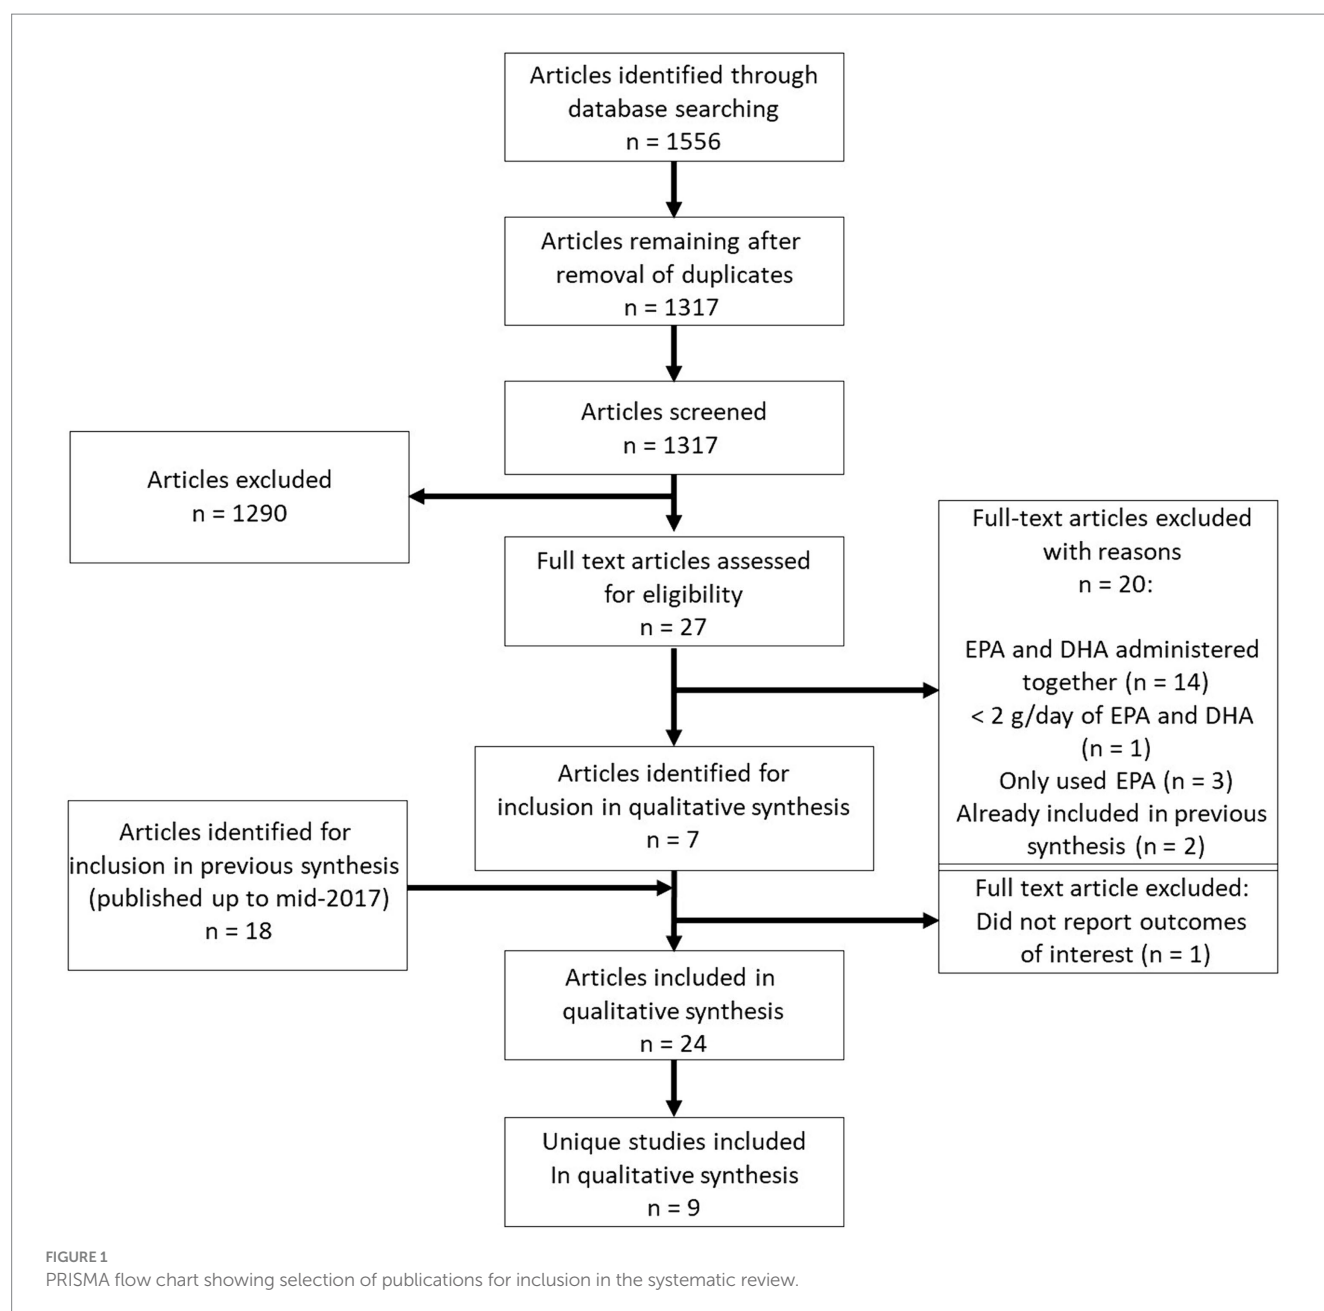 Articles identified through
database searching
n = 1556
Articles remaining after
removal of duplicates
n = 1317
Articles screened
n = 1317
Articles excluded
n = 1290
Full text articles assessed
for eligibility
n = 27
Full-text articles excluded
with reasons
n = 20:
EPA and DHA administered
together (n = 14)
< 2 g/day of EPA and DHA
(n = 1)
Only used EPA (n = 3)
Already included in previous
synthesis (n = 2)
Articles identified for
inclusion in qualitative synthesis
n = 7
Articles identified for
inclusion in previous synthesis
(published up to mid-2017)
n = 18
Full text article excluded:
Did not report outcomes
of interest (n = 1)
Articles included in
qualitative synthesis
n = 24
Unique studies included
In qualitative synthesis
n = 9
FIGURE 1
PRISMA flow chart showing selection of publications for inclusion in the systematic review.